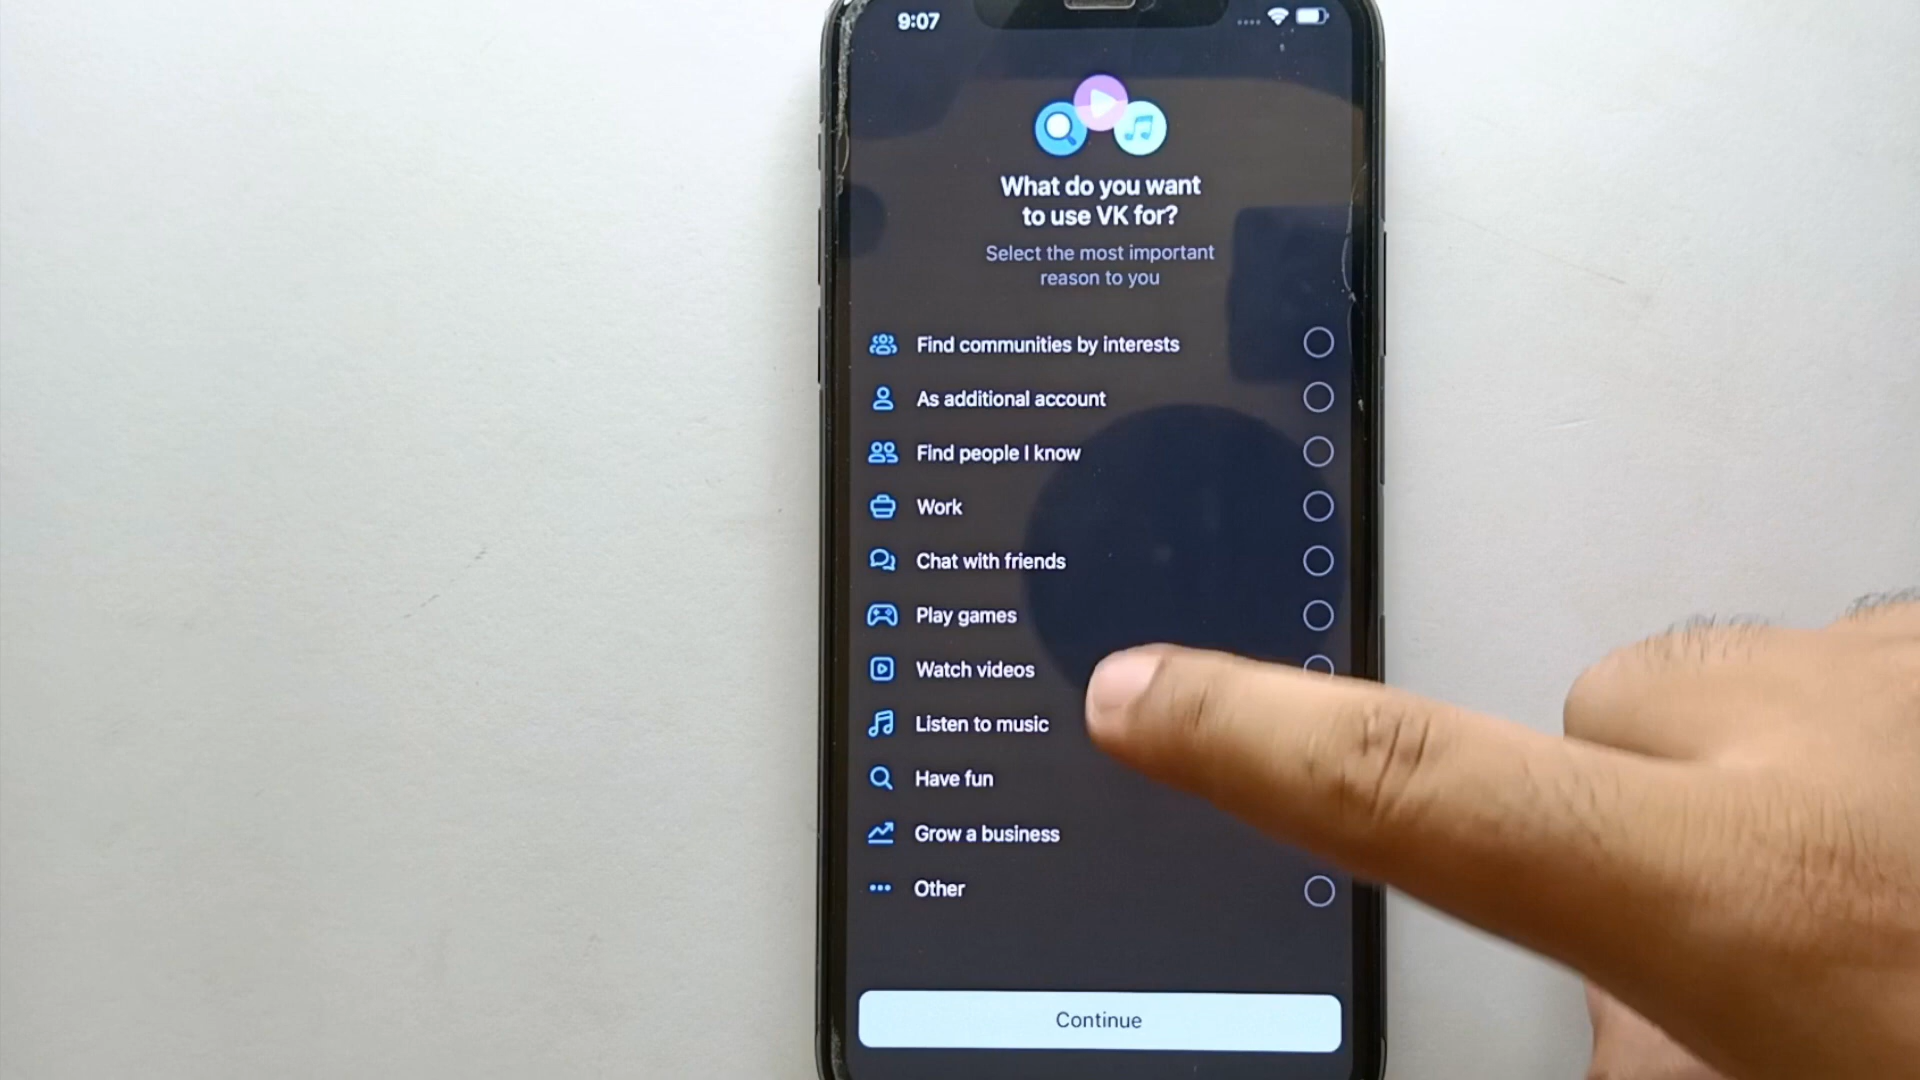 9:07
What do you want
to use VK for?
Select the most important
reason to you
Find communities by interests
As additional account
Find people I know
Work
Chat with friends
Play games
Watch videos
Listen to music
Have fun
Grow a business
Other
Continue